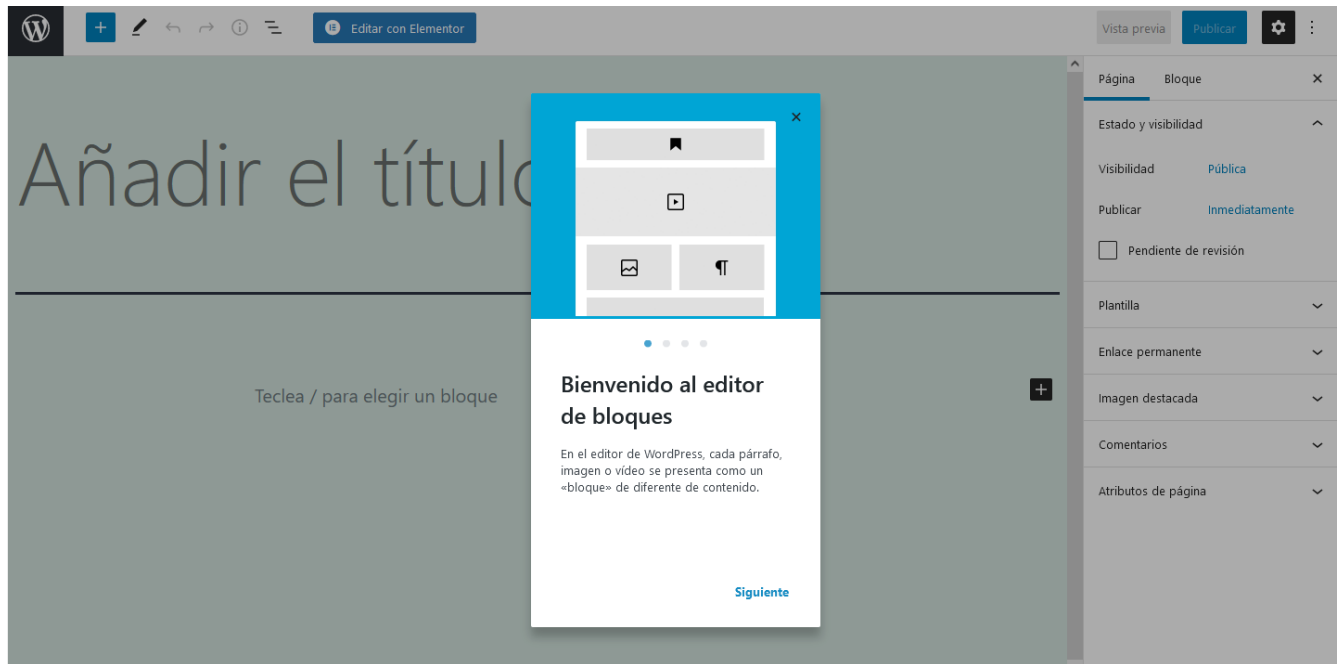 Editar con Elementor
Vista previa
Publicar
Página
Bloque
Añadir el título
Estado y visibilidad
Visibilidad
Pública
Publicar
Inmediatamente
Pendiente de revisión
Plantilla
Enlace permanente
Imagen destacada
Comentarios
Atributos de página
Teclea / para elegir un bloque
Bienvenido al editor
de bloques
En el editor de WordPress, cada párrafo,
imagen o vídeo se presenta como un
«bloque» de diferente de contenido.
Siguiente